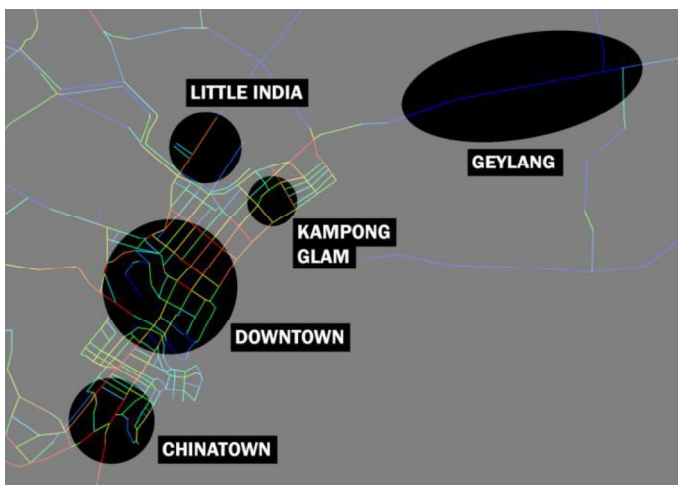 LITTLE INDIA
GEYLANG
KAMPONG
GLAM
DOWNTOWN
CHINATOWN